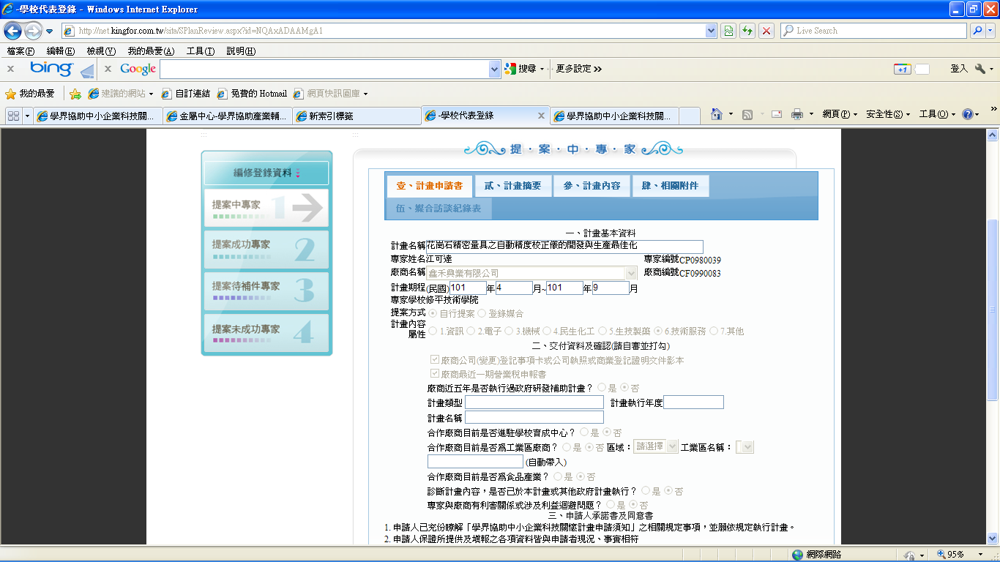 -學校代表登錄 - Windows Internet Explorer
http://net.kingfor.com.tw/sita/SPlanReview.aspx?id=NQAxADAAMgA1
Live Search
檔案(F) 編輯(E) 檢視(V) 我的最愛(A) 工具(T) 說明(H)
x bing x Google 搜尋 更多設定 >> +1 登入
我的最愛 建議的網站 自訂連結 免費的 Hotmail 網頁快訊圖庫
學界協助中小企業科技關... 金屬中心-學界協助產業輔... 新索引標籤 -學校代表登錄 學界協助中小企業科技關... 網頁(P) 安全性(S) 工具(O)
提．案．中．專．家
編修登錄資料
提案中專家 1
提案成功專家 2
提案待補件專家 3
提案未成功專家 4
壹、計畫申請書 貳、計畫摘要 參、計畫內容 肆、相關附件
伍、媒合訪談紀錄表
一、計畫基本資料
計畫名稱 花崗石精密量具之自動精度校正儀的開發與生產最佳化
專家姓名 江可達 專家編號 CP0980039
廠商名稱 鑫禾興業有限公司 廠商編號 CF0990083
計畫期程 (民國) 101 年 4 月~ 101 年 9 月
專家學校 修平技術學院
提案方式 自行提案 登錄媒合
計畫內容屬性 1.資訊 2.電子 3.機械 4.民生化工 5.生技製藥 6.技術服務 7.其他
二、交付資料及確認(請自審並打勾)
廠商公司(變更)登記事項卡或公司執照或商業登記證明文件影本
廠商最近一期營業稅申報書
廠商近五年是否執行過政府研發補助計畫？ 是 否
計畫類型 計畫執行年度
計畫名稱
合作廠商目前是否進駐學校育成中心？ 是 否
合作廠商目前是否為工業區廠商？ 是 否 區域： 請選擇 工業區名稱：
(自動帶入)
合作廠商目前是否為食品產業？ 是 否
診斷計畫內容，是否已於本計畫或其他政府計畫執行？ 是 否
專家與廠商有利害關係或涉及利益迴避問題？ 是 否
三、申請人承諾書及同意書
1. 申請人已充份瞭解「學界協助中小企業科技關懷計畫申請須知」之相關規定事項，並願依規定執行計畫。
2. 申請人保證所提供及填報之各項資料皆與申請者現況、事實相符
網際網路 95%